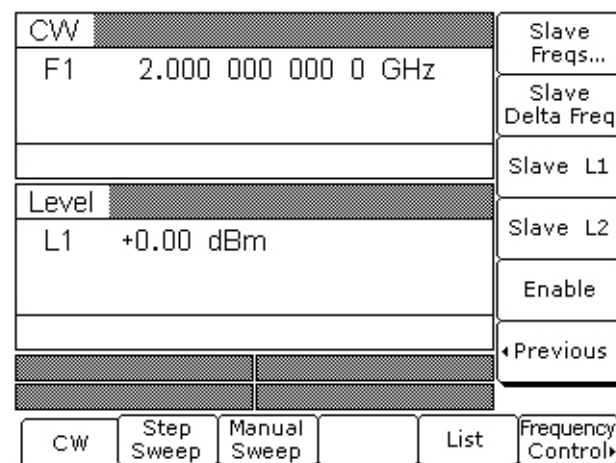 CW
F1 2.000 000 000 0 GHz
Level
L1 +0.00 dBm
Slave
Freqs...
Slave
Delta Freq
Slave L1
Slave L2
Enable
Previous
CW
Step
Sweep
Manual
Sweep
List
Frequency
Control